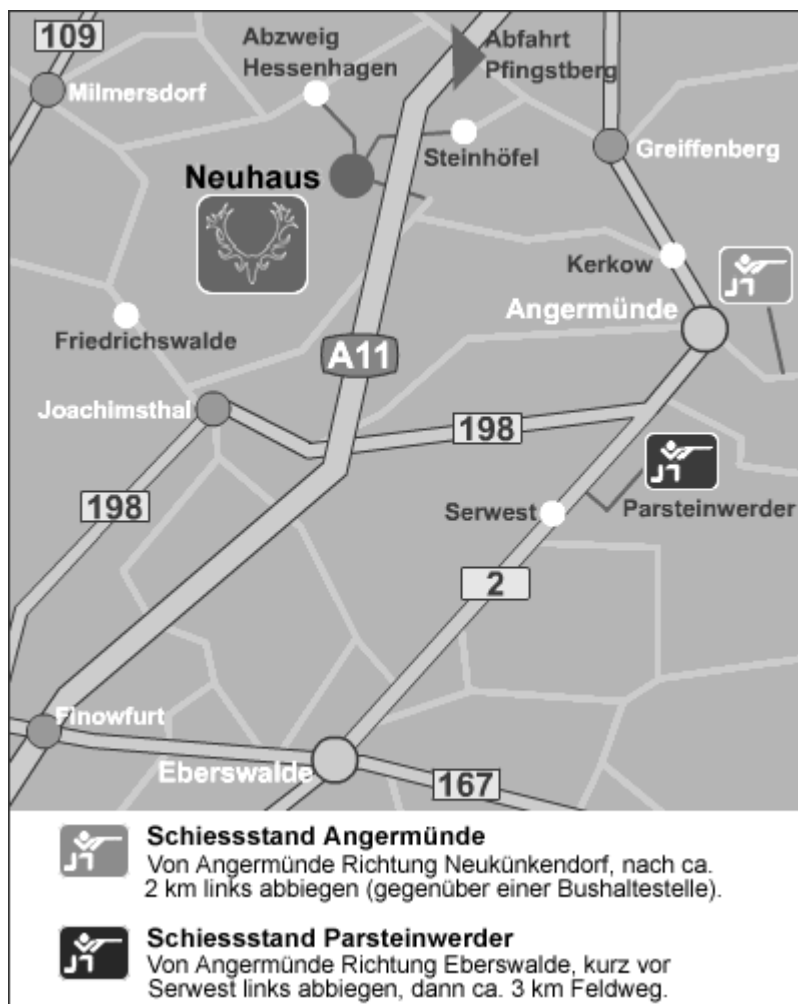 109
Abzweig
Hessenhagen
Abfahrt
Pfingstberg
Milmersdorf
Steinhöfel
Greiffenberg
Neuhaus
Kerkow
Angermünde
Friedrichswalde
A11
Joachimsthal
198
198
Serwest
Parsteinwerder
2
Finowfurt
Eberswalde
167
Schiessstand Angermünde
Von Angermünde Richtung Neukünkendorf, nach ca.
2 km links abbiegen (gegenüber einer Bushaltestelle).
Schiessstand Parsteinwerder
Von Angermünde Richtung Eberswalde, kurz vor
Serwest links abbiegen, dann ca. 3 km Feldweg.